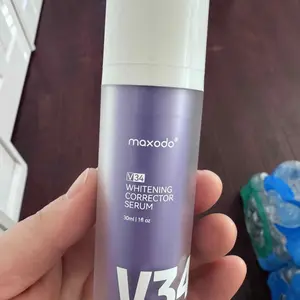 maxodo®
V34
WHITENING
CORRECTOR
SERUM
30ml | 1fl oz
V34